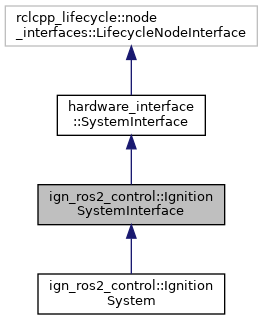 rclcpp_lifecycle::node
_interfaces::LifecycleNodeInterface
hardware_interface
::SystemInterface
ign_ros2_control::Ignition
SystemInterface
ign_ros2_control::Ignition
System